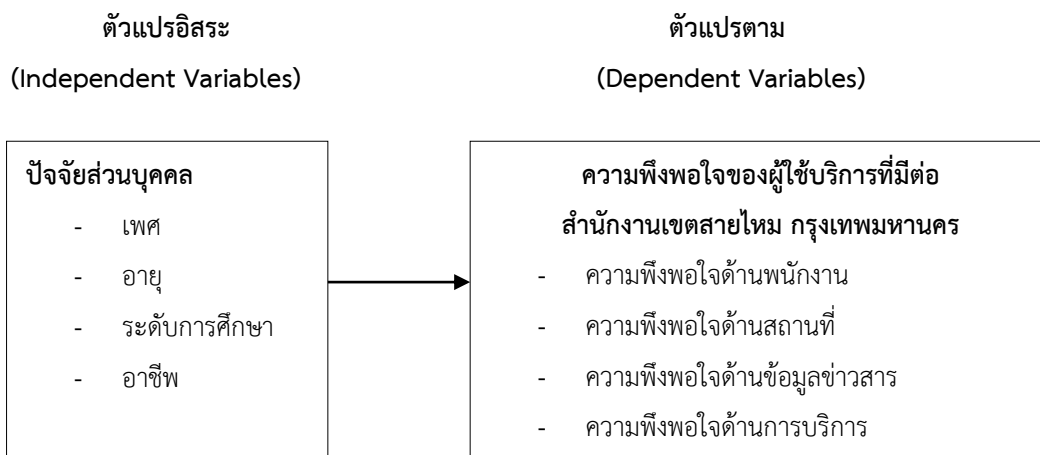 ตัวแปรอิสระ
(Independent Variables)
ตัวแปรตาม
(Dependent Variables)
ปัจจัยส่วนบุคคล
- เพศ
- อายุ
- ระดับการศึกษา
- อาชีพ
ความพึงพอใจของผู้ใช้บริการที่มีต่อ
สำนักงานเขตสายไหม กรุงเทพมหานคร
- ความพึงพอใจด้านพนักงาน
- ความพึงพอใจด้านสถานที่
- ความพึงพอใจด้านข้อมูลข่าวสาร
- ความพึงพอใจด้านการบริการ